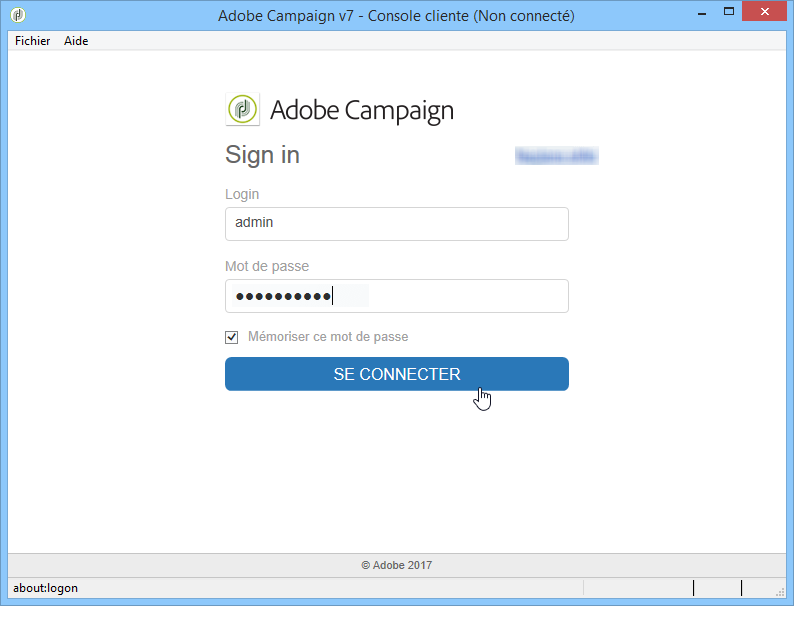 Adobe Campaign v7 - Console cliente (Non connecté)
Fichier Aide
Adobe Campaign
Sign in
Login
admin
Mot de passe
Mémoriser ce mot de passe
SE CONNECTER
© Adobe 2017
about:logon